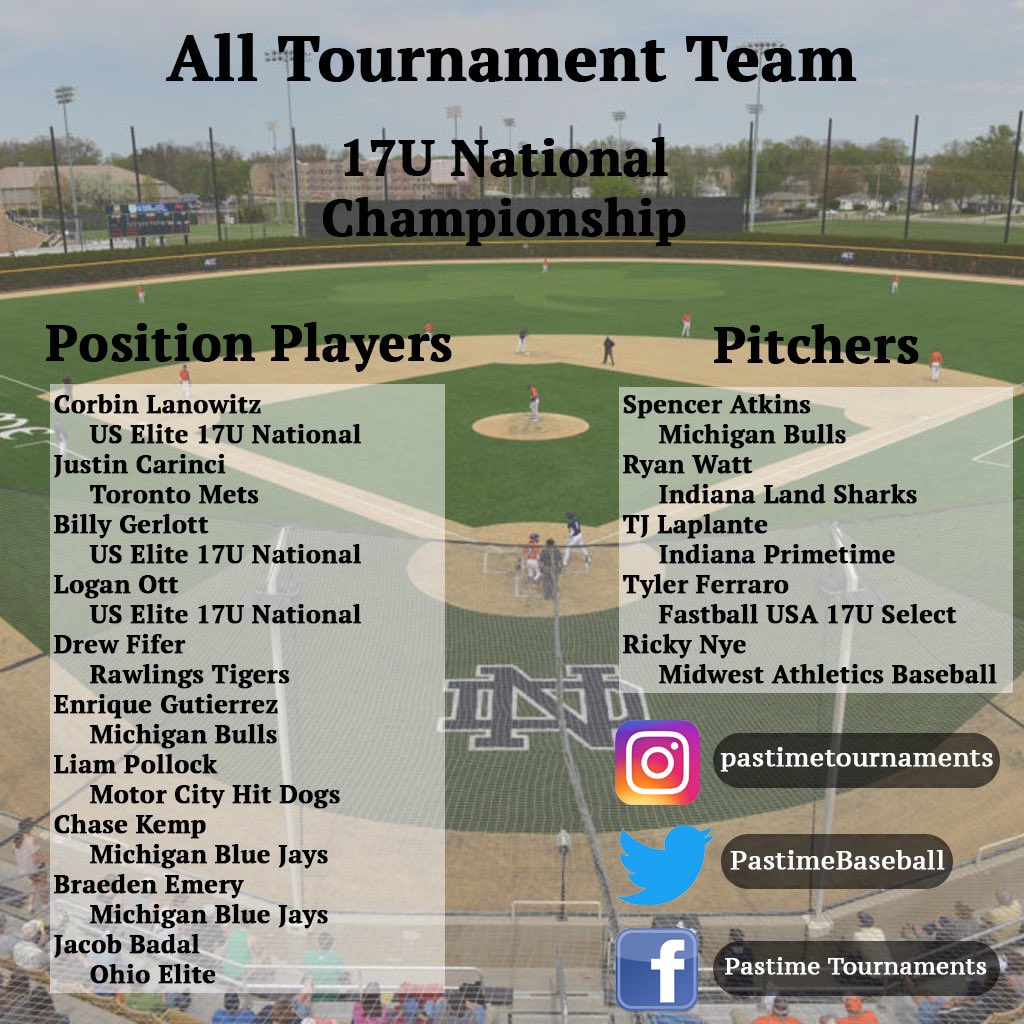 All Tournament Team
17U National
Championship
Position Players
Corbin Lanowitz
US Elite 17U National
Justin Carinci
Toronto Mets
Billy Gerlott
US Elite 17U National
Logan Ott
US Elite 17U National
Drew Fifer
Rawlings Tigers
Enrique Gutierrez
Michigan Bulls
Liam Pollock
Motor City Hit Dogs
Chase Kemp
Michigan Blue Jays
Braeden Emery
Michigan Blue Jays
Jacob Badal
Ohio Elite
Pitchers
Spencer Atkins
Michigan Bulls
Ryan Watt
Indiana Land Sharks
TJ Laplante
Indiana Primetime
Tyler Ferraro
Fastball USA 17U Select
Ricky Nye
Midwest Athletics Baseball
pastimetournaments
PastimeBaseball
Pastime Tournaments
ACC
ACC
ND